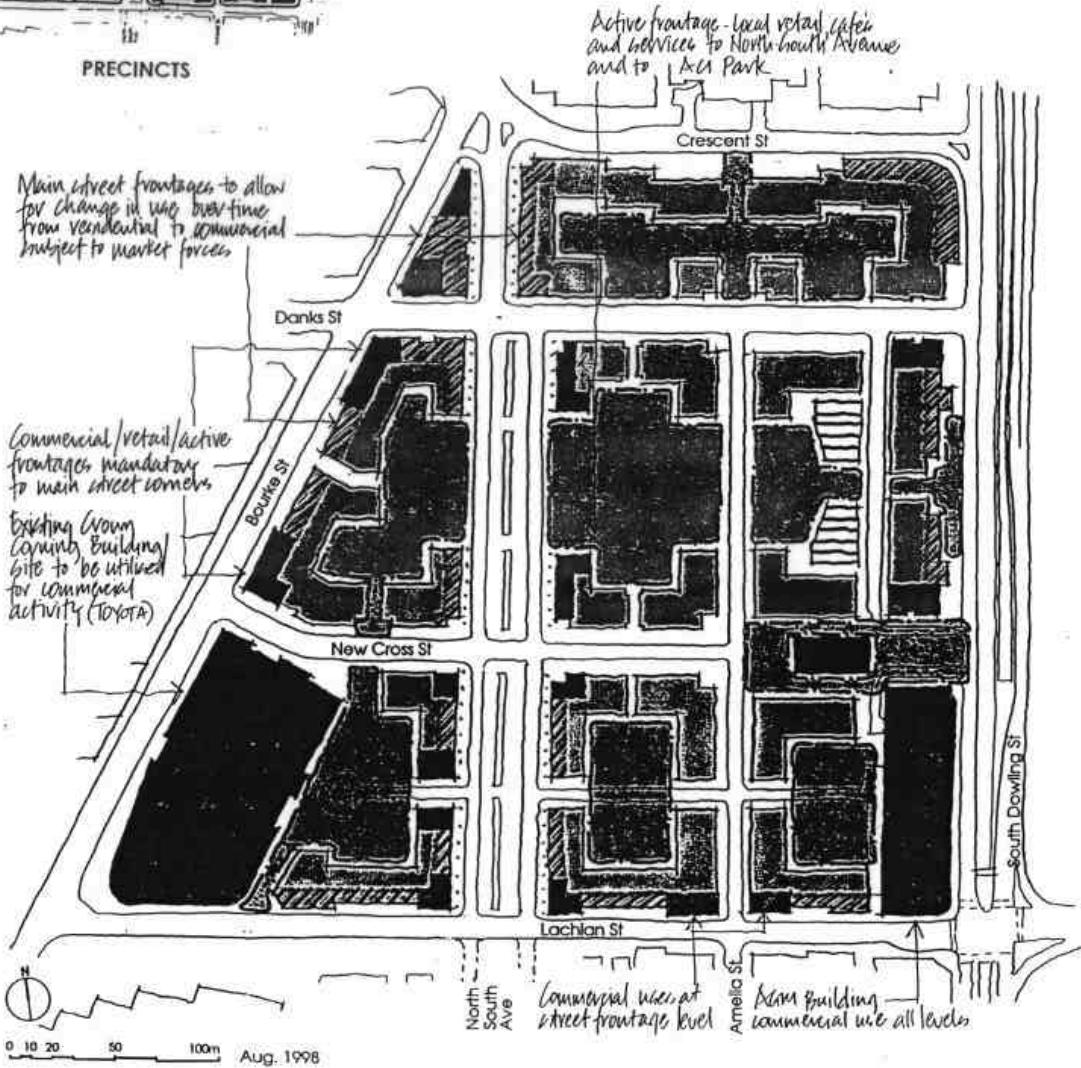 PRECINCTS
Active frontage - local retail, cafés
and services to North-South Avenue
and to ACI Park
Crescent St
Main street frontages to allow
for change in use over time
from residential to commercial
subject to market forces
Danks St
Commercial/retail/active
frontages mandatory
to main street corners
Bourke St
Existing Crown
Corning Building
site to be utilised
for commercial
activity (TOYOTA)
New Cross St
South Dowling St
Lachlan St
North
South
Ave
Commercial uses at
street frontage level
Amelia St
Building
commercial use all levels
N
0 10 20 50 100m
Aug. 1998